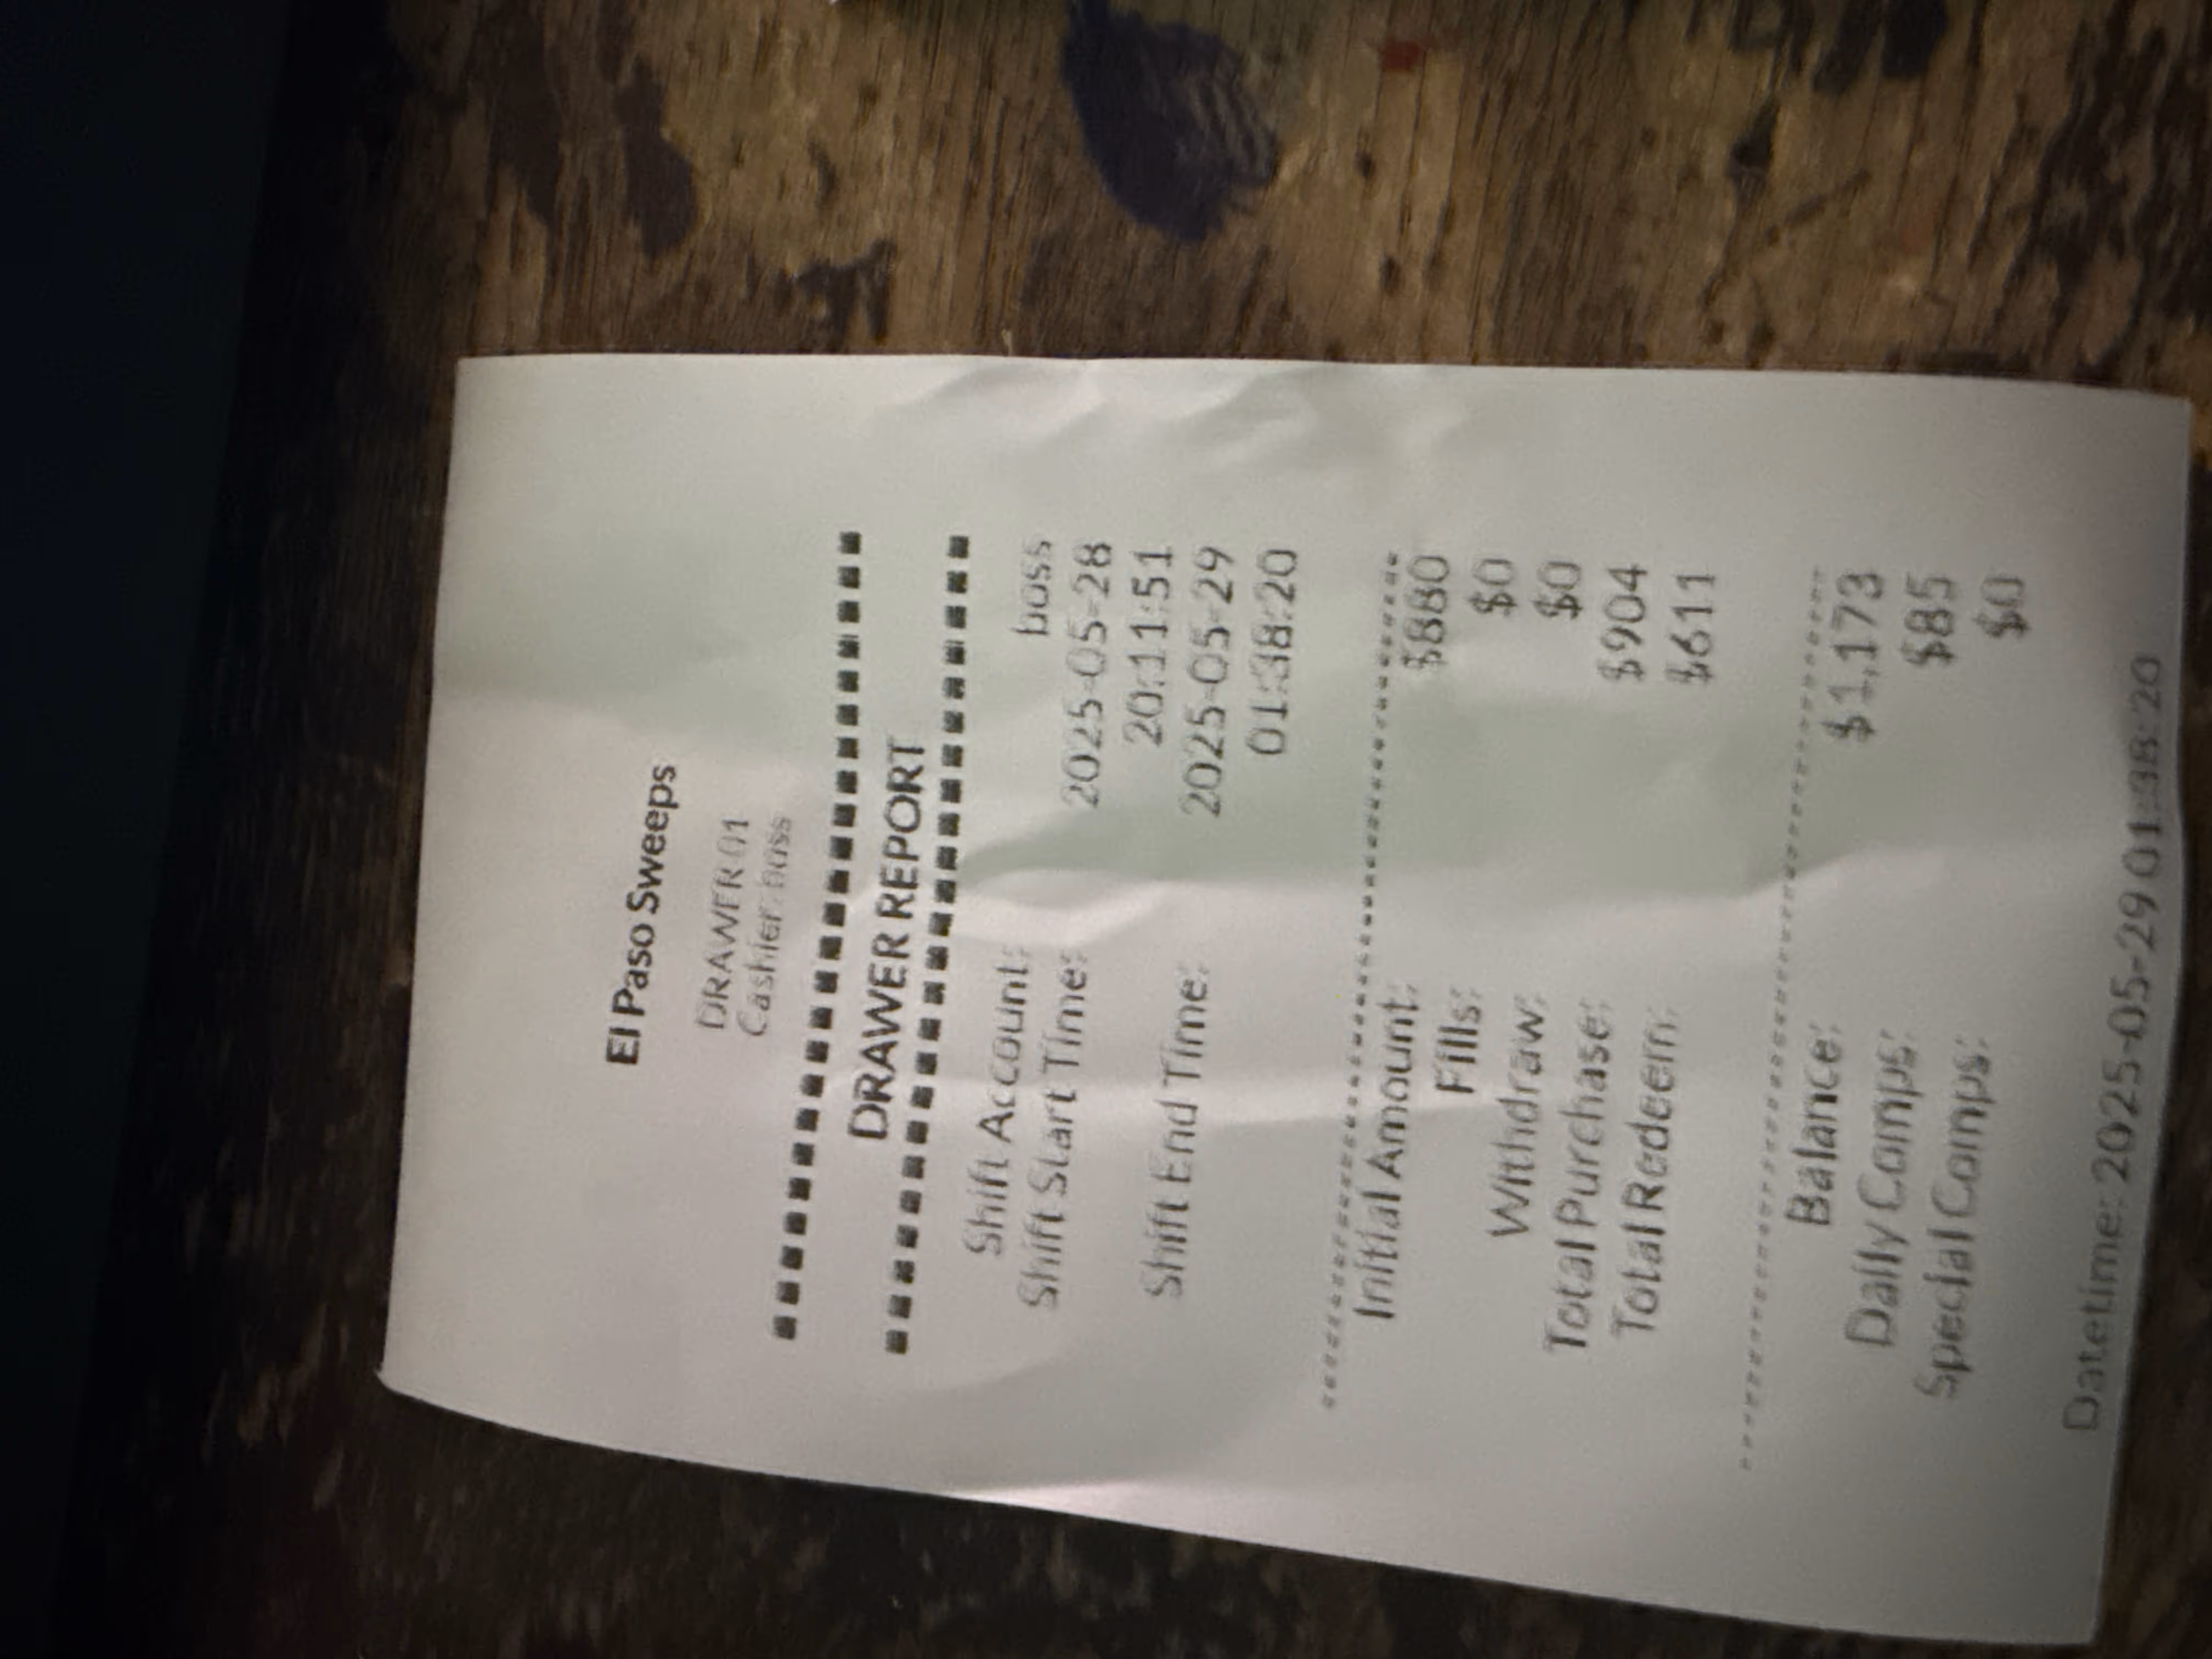 El Paso Sweeps
DRAWER 01
Cashier: boss
DRAWER REPORT
Shift Account: boss
Shift Start Time: 2025-05-28
20:11:51
Shift End Time: 2025-05-29
01:38:20
Initial Amount: $880
Fills: $0
Withdraw: $0
Total Purchase: $904
Total Redeem: $611
Balance: $1,173
Daily Comps: $85
Special Comps: $0
Datetime: 2025-05-29 01:38:20